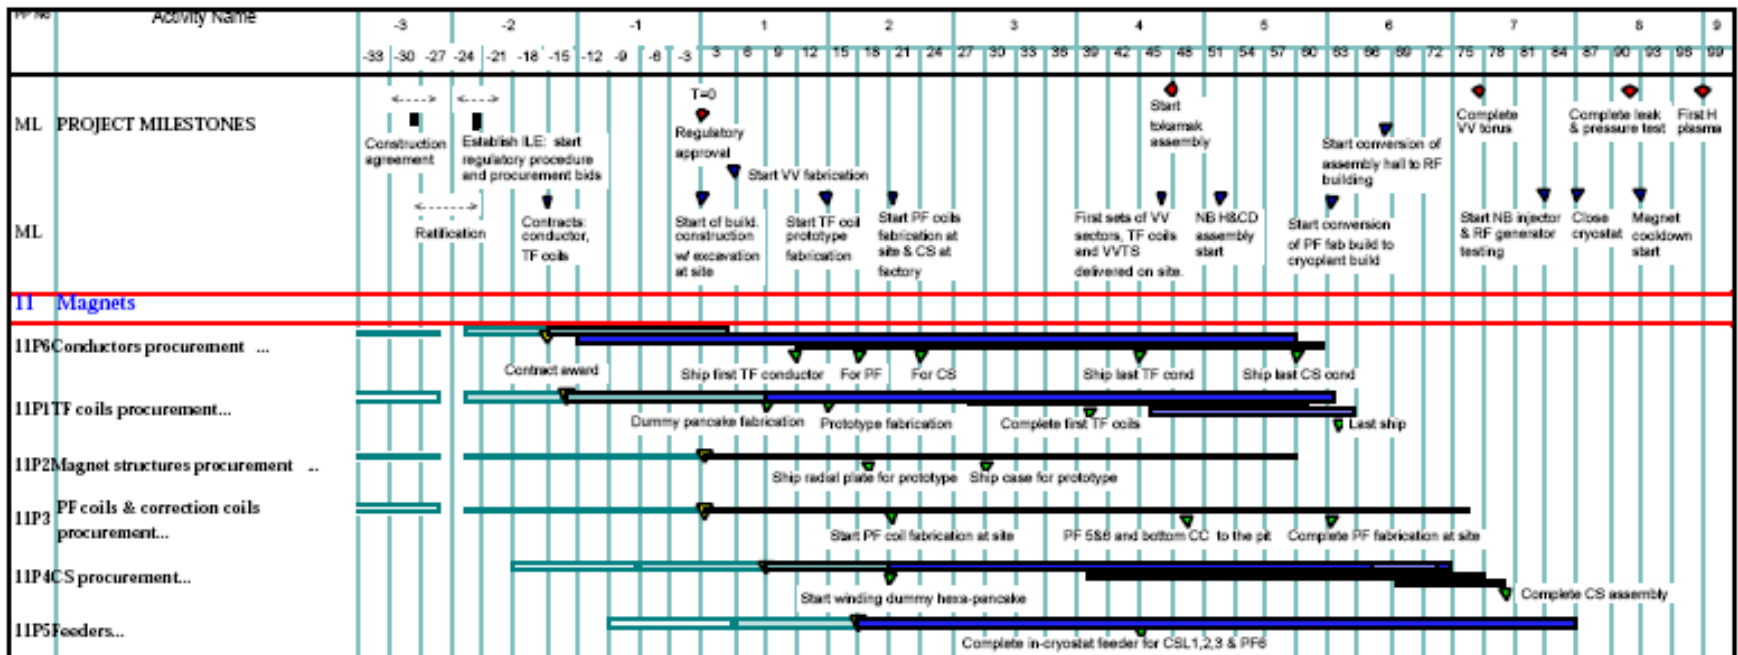 PP No Activity Name -3 -2 -1 1 2 3 4 5 6 7 8 9
-33 -30 -27 -24 -21 -18 -15 -12 -9 -6 -3 3 6 9 12 15 18 21 24 27 30 33 36 39 42 45 48 51 54 57 60 63 66 69 72 75 78 81 84 87 90 93 96 99
ML PROJECT MILESTONES
Construction
agreement
Establish ILE: start
regulatory procedure
and procurement bids
T=0
Regulatory
approval
Start VV fabrication
Start
tokamak
assembly
Start conversion of
assembly hall to RF
building
Complete
VV torus
Complete leak
& pressure test
First H
plasma
ML
Ratification
Contracts:
conductor,
TF coils
Start of build.
construction
w/ excavation
at site
Start TF coil
prototype
fabrication
Start PF coils
fabrication at
site & CS at
factory
First sets of VV
sectors, TF coils
and VVTS
delivered on site.
NB H&CD
assembly
start
Start conversion
of PF fab build to
cryoplant build
Start NB injector
& RF generator
testing
Close
cryostat
Magnet
cooldown
start
11 Magnets
11P6 Conductors procurement ...
Contract award
Ship first TF conductor
For PF
For CS
Ship last TF cond
Ship last CS cond
11P1 TF coils procurement...
Dummy pancake fabrication
Prototype fabrication
Complete first TF coils
Last ship
11P2 Magnet structures procurement ...
Ship radial plate for prototype
Ship case for prototype
11P3 PF coils & correction coils
procurement...
Start PF coil fabrication at site
PF 5&6 and bottom CC to the pit
Complete PF fabrication at site
11P4 CS procurement...
Start winding dummy hexa-pancake
Complete CS assembly
11P5 Feeders...
Complete in-cryostat feeder for CSL1,2,3 & PF6